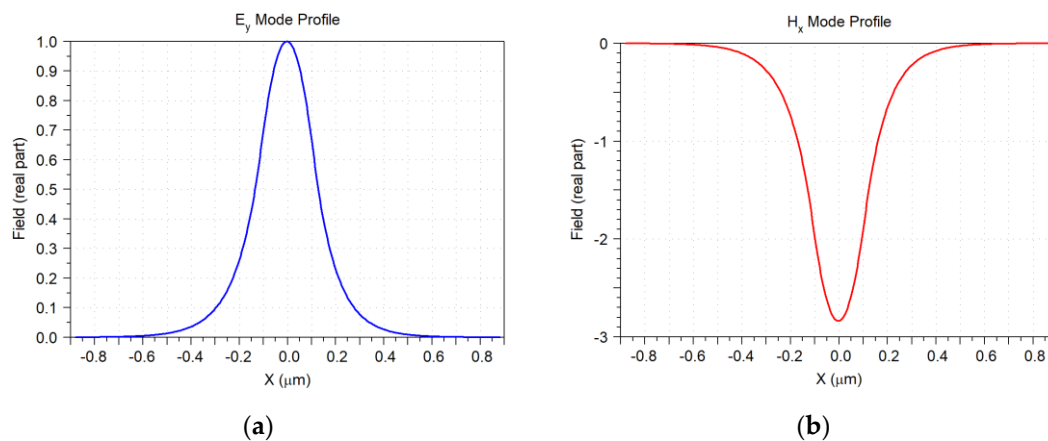 E_y Mode Profile
1.0
0.9
0.8
0.7
0.6
0.5
0.4
0.3
0.2
0.1
0.0
Field (real part)
-0.8 -0.6 -0.4 -0.2 0.0 0.2 0.4 0.6 0.8
X (μm)
(a)
H_x Mode Profile
0
-1
-2
-3
Field (real part)
-0.8 -0.6 -0.4 -0.2 0.0 0.2 0.4 0.6 0.8
X (μm)
(b)